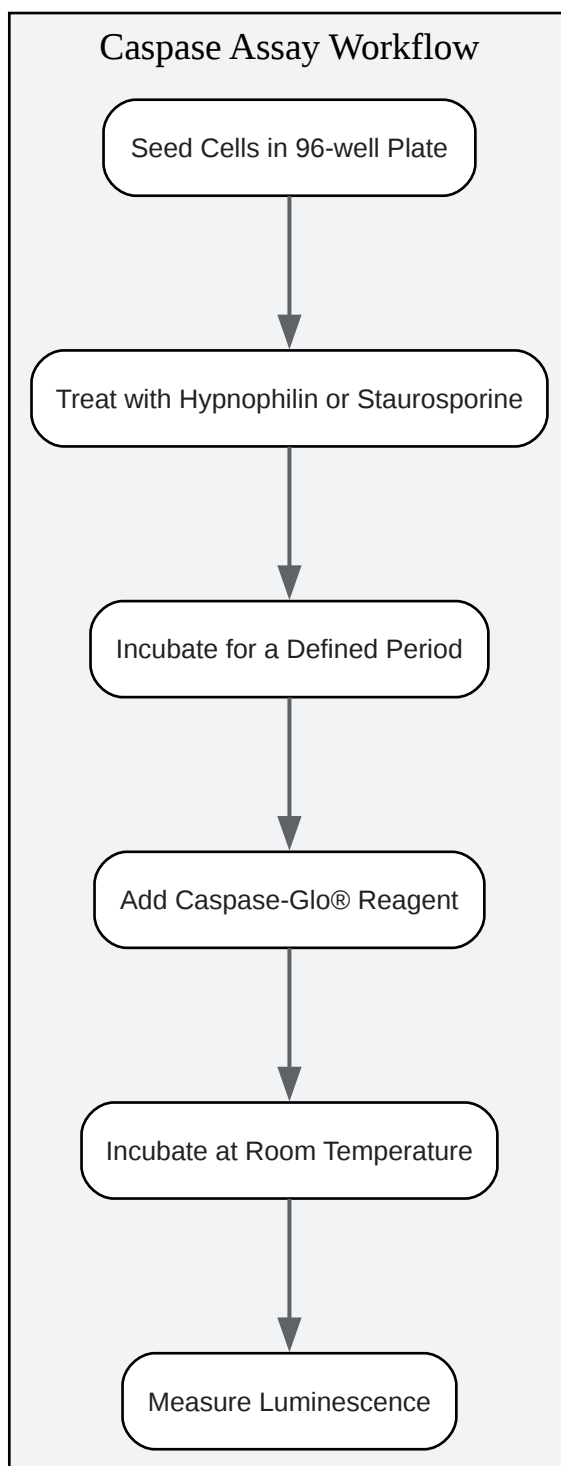 Caspase Assay Workflow
Seed Cells in 96-well Plate
Treat with Hypnophilin or Staurosporine
Incubate for a Defined Period
Add Caspase-Glo® Reagent
Incubate at Room Temperature
Measure Luminescence